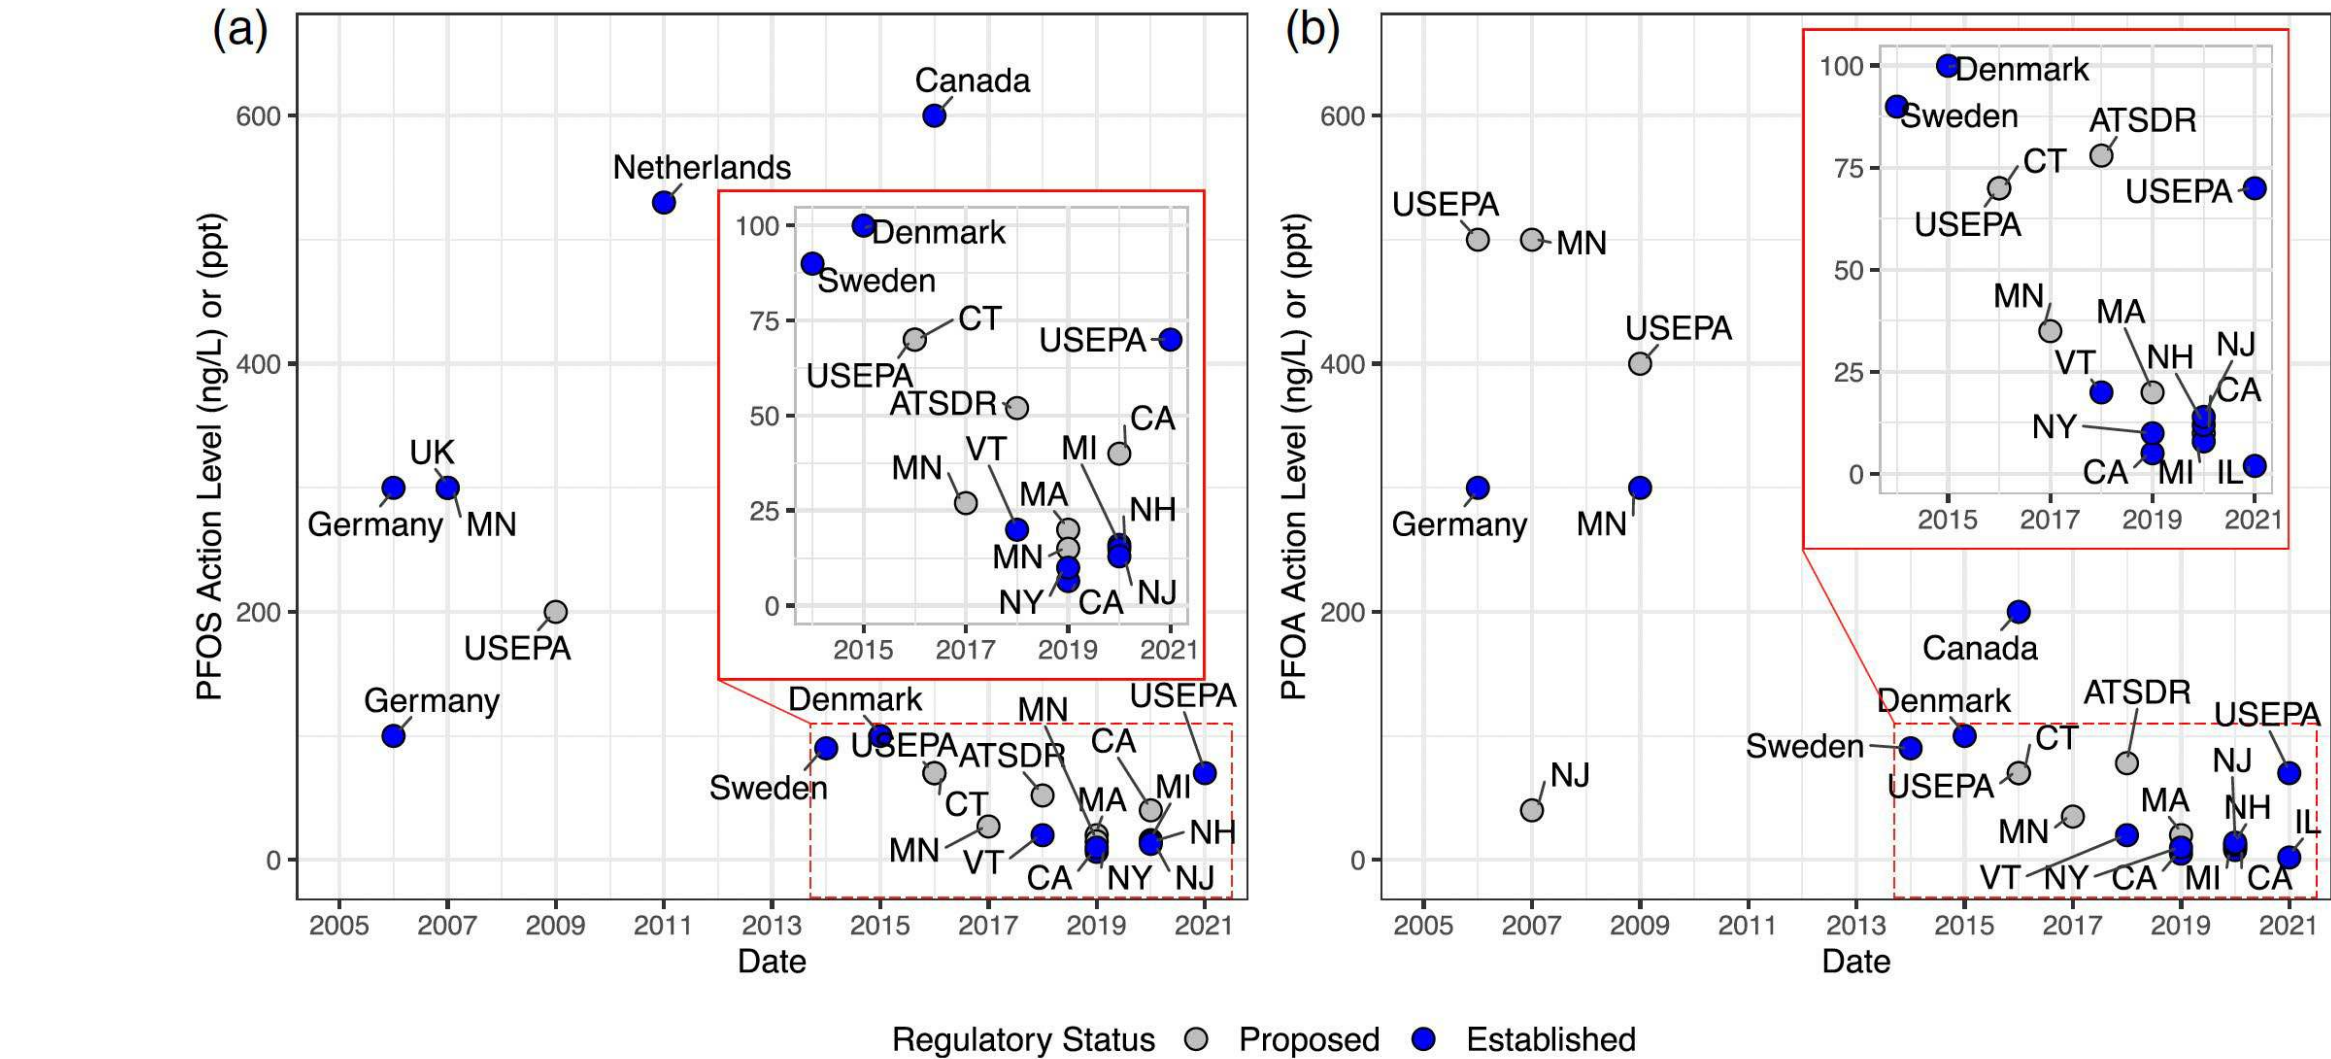 (a)
PFOS Action Level (ng/L) or (ppt)
600
400
200
0
Canada
Netherlands
UK
Germany
MN
USEPA
Germany
Denmark
Sweden
USEPA
CT
MN
ATSDR
VT
MN
MA
CA
NY
CA
MI
NH
NJ
USEPA
100
75
50
25
0
Denmark
Sweden
CT
USEPA
USEPA
ATSDR
CA
MN
VT
MI
MA
NH
MN
NY
CA
NJ
2015 2017 2019 2021
2005 2007 2009 2011 2013 2015 2017 2019 2021
Date
(b)
PFOA Action Level (ng/L) or (ppt)
600
400
200
0
USEPA
MN
USEPA
Germany
MN
NJ
Canada
Denmark
Sweden
ATSDR
USEPA
CT
USEPA
MN
MA
NJ
NH
IL
VT
NY
CA
MI
CA
100
75
50
25
0
Denmark
Sweden
ATSDR
CT
USEPA
USEPA
MN
MA
NJ
VT
NH
CA
NY
CA
MI
IL
2015 2017 2019 2021
2005 2007 2009 2011 2013 2015 2017 2019 2021
Date
Regulatory Status Proposed Established